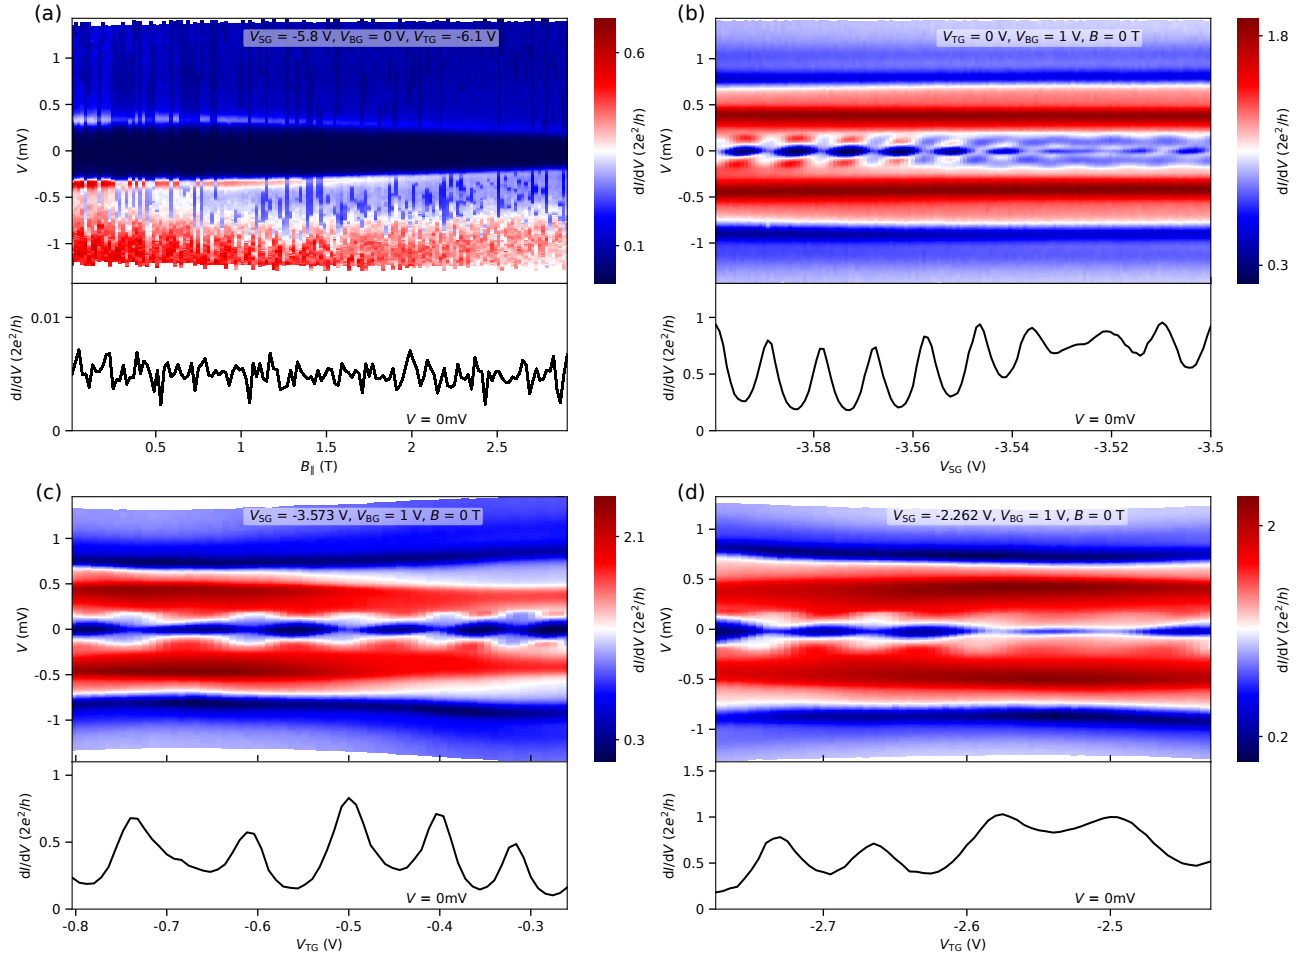 (a)
V_SG = -5.8 V, V_BG = 0 V, V_TG = -6.1 V
1
0.5
0
-0.5
-1
V (mV)
0.6
0.1
dI/dV (2e²/h)
0.01
0
dI/dV (2e²/h)
V = 0mV
0.5
1
1.5
2
2.5
B_∥ (T)
(b)
V_TG = 0 V, V_BG = 1 V, B = 0 T
1
0.5
0
-0.5
-1
V (mV)
1.8
0.3
dI/dV (2e²/h)
1
0.5
0
dI/dV (2e²/h)
V = 0mV
-3.58
-3.56
-3.54
-3.52
-3.5
V_SG (V)
(c)
V_SG = -3.573 V, V_BG = 1 V, B = 0 T
1
0.5
0
-0.5
-1
V (mV)
2.1
0.3
dI/dV (2e²/h)
1
0.5
0
dI/dV (2e²/h)
V = 0mV
-0.8
-0.7
-0.6
-0.5
-0.4
-0.3
V_TG (V)
(d)
V_SG = -2.262 V, V_BG = 1 V, B = 0 T
1
0.5
0
-0.5
-1
V (mV)
2
0.2
dI/dV (2e²/h)
1.5
1
0.5
0
dI/dV (2e²/h)
V = 0mV
-2.7
-2.6
-2.5
V_TG (V)